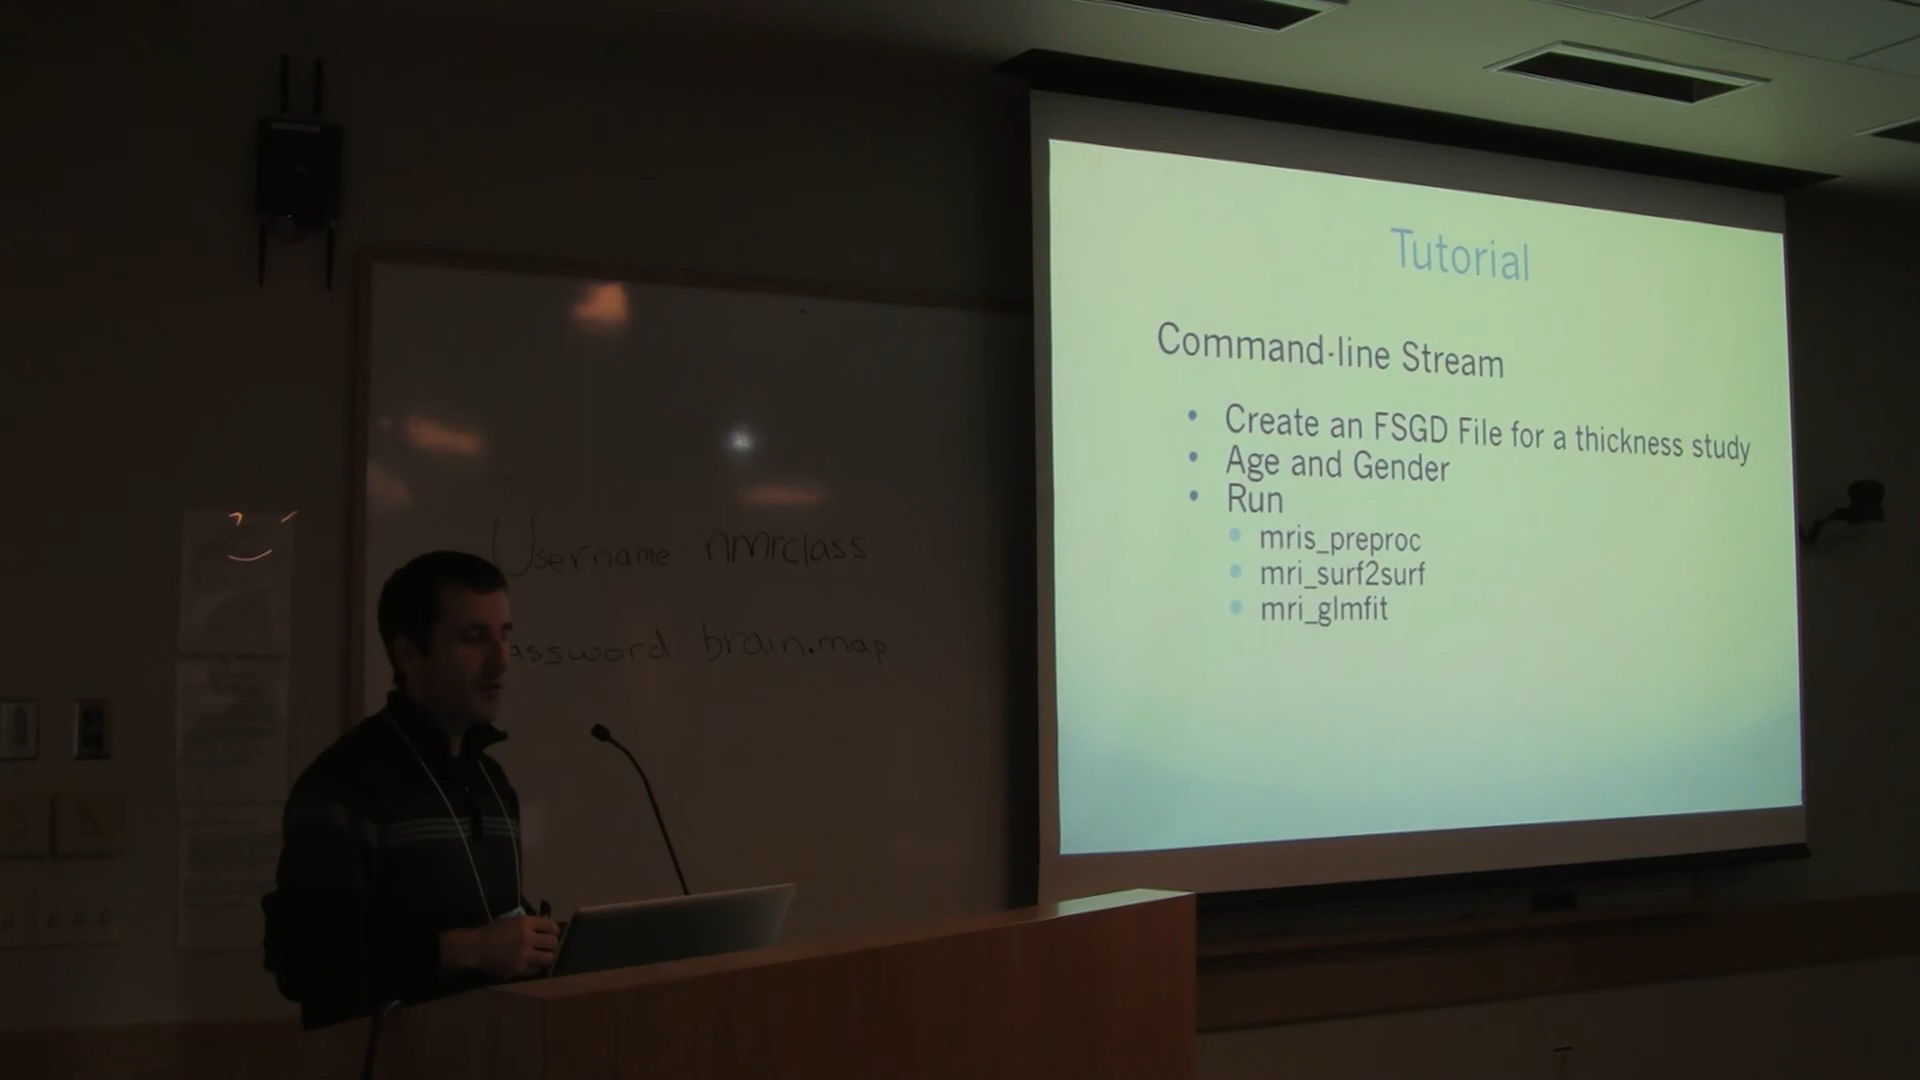 Username nmrclass
assword brain.map
Tutorial
Command-line Stream
• Create an FSGD File for a thickness study
• Age and Gender
• Run
• mris_preproc
• mri_surf2surf
• mri_glmfit